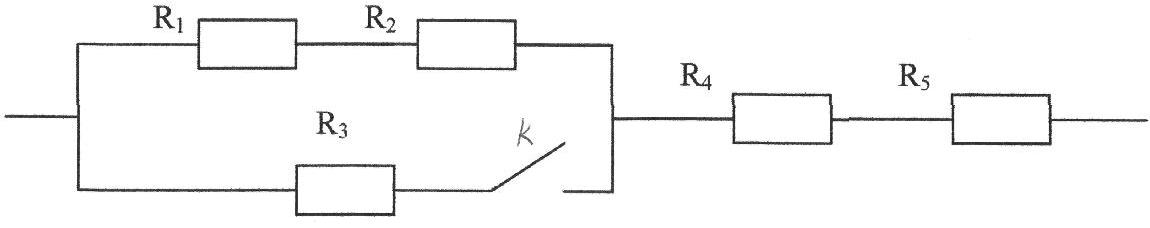 R₁ R₂
R₄ R₅
R₃ K